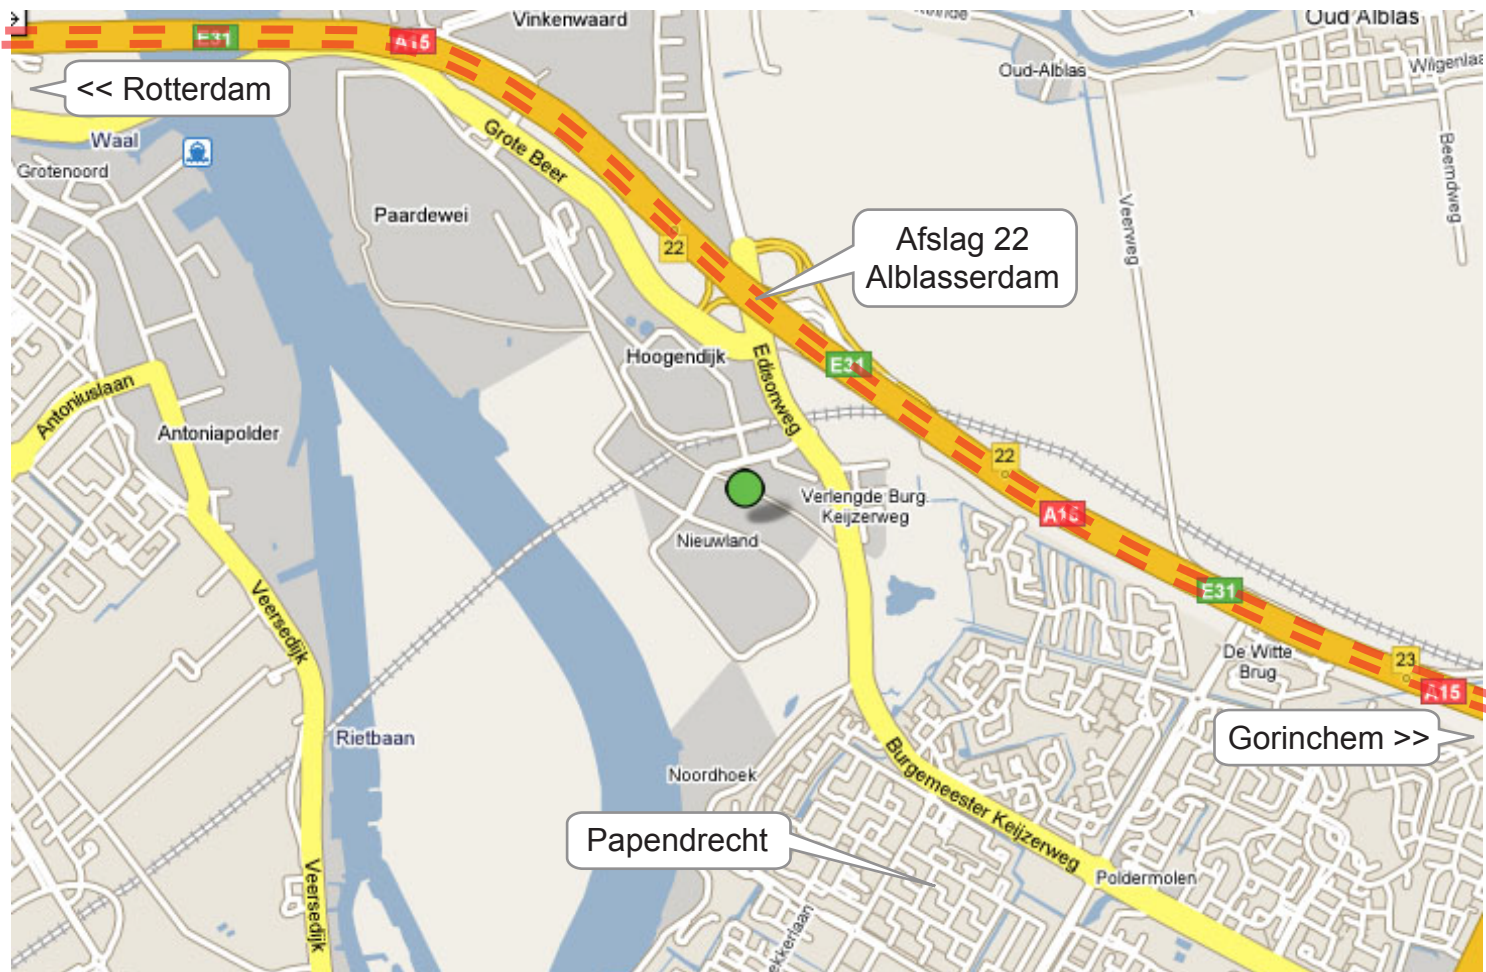 Vinkenwaard
Oud Alblas
E31
A15
Oud-Alblas
Wilgenlaa
<< Rotterdam
Waal
Grote Beer
Beemdweg
Grotenoord
Paardewei
Veerweg
22
Afslag 22
Alblasserdam
Hoogendijk
Edisonweg
E31
Antoniuslaan
Antoniapolder
22
Verlengde Burg.
Keijzerweg
A15
Nieuwland
E31
Veersedijk
De Witte
Brug
23
A15
Rietbaan
Gorinchem >>
Noordhoek
Burgemeester Keijzerweg
Papendrecht
Poldermolen
Veersedijk
ekkerlaan